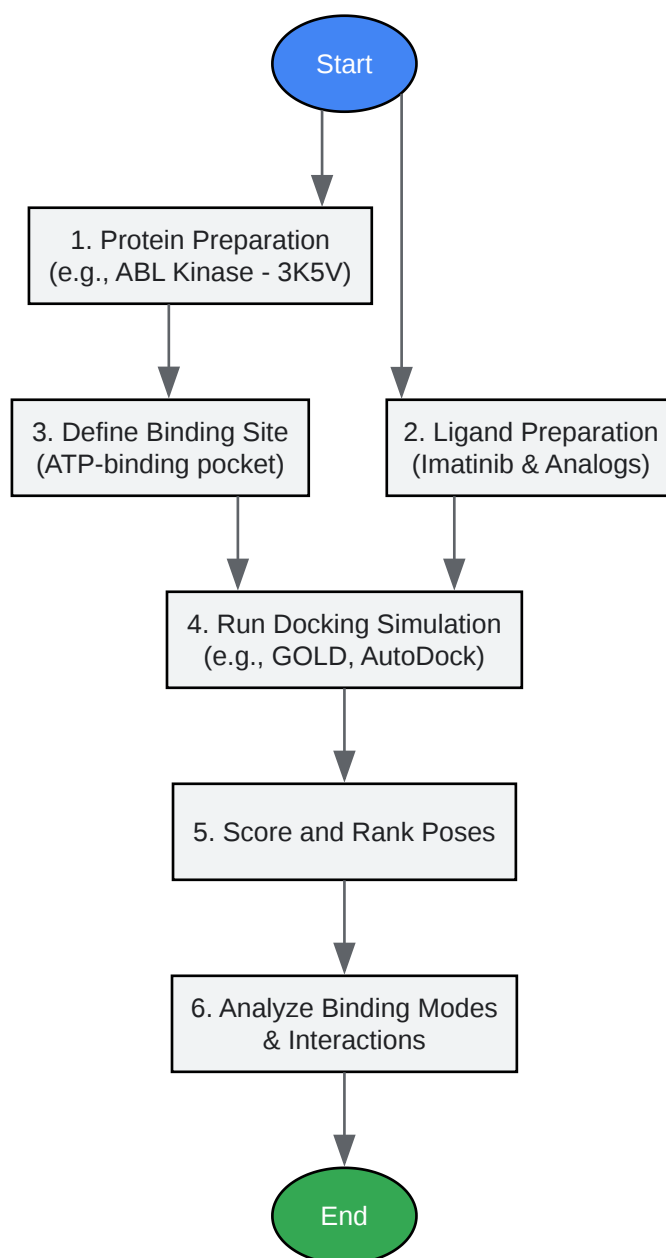 Start
1. Protein Preparation
(e.g., ABL Kinase - 3K5V)
3. Define Binding Site
(ATP-binding pocket)
2. Ligand Preparation
(Imatinib & Analogs)
4. Run Docking Simulation
(e.g., GOLD, AutoDock)
5. Score and Rank Poses
6. Analyze Binding Modes
& Interactions
End